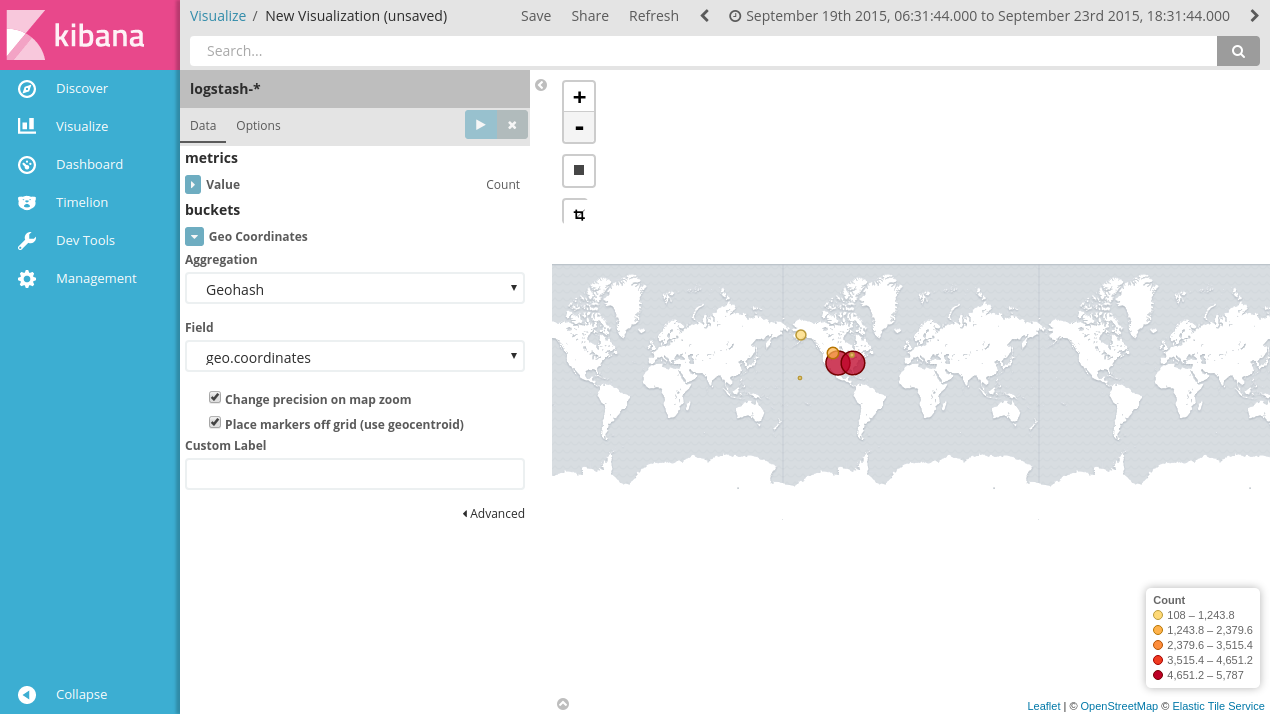 kibana
Discover
Visualize
Dashboard
Timelion
Dev Tools
Management
Collapse
Visualize / New Visualization (unsaved)
Save Share Refresh September 19th 2015, 06:31:44.000 to September 23rd 2015, 18:31:44.000
Search...
logstash-*
Data Options
metrics
Value Count
buckets
Geo Coordinates
Aggregation
Geohash
Field
geo.coordinates
Change precision on map zoom
Place markers off grid (use geocentroid)
Custom Label
Advanced
+
-
Count
108 – 1,243.8
1,243.8 – 2,379.6
2,379.6 – 3,515.4
3,515.4 – 4,651.2
4,651.2 – 5,787
Leaflet | © OpenStreetMap © Elastic Tile Service